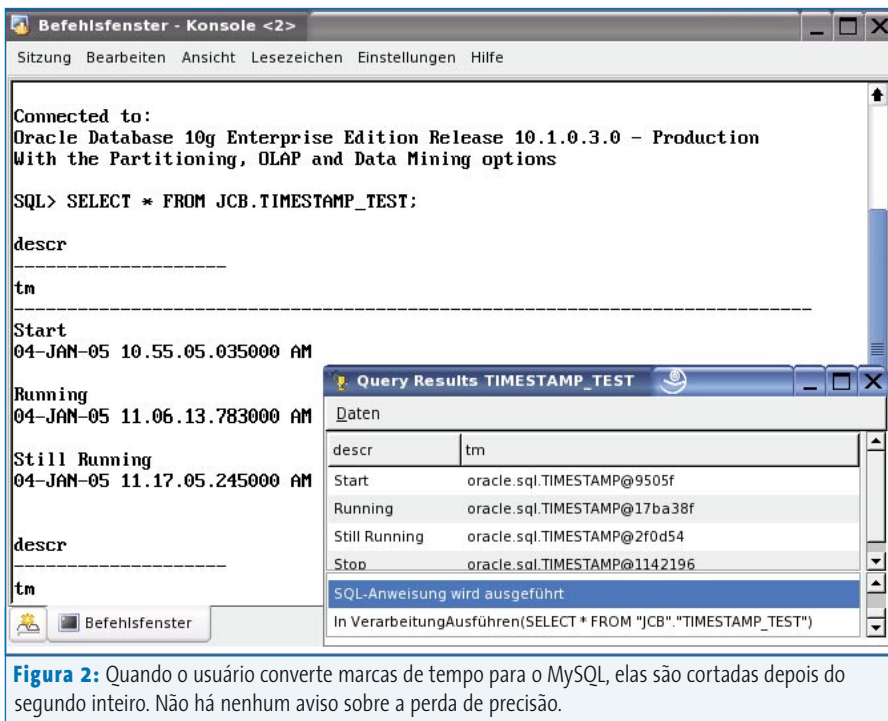 Befehlsfenster - Konsole <2>
Sitzung Bearbeiten Ansicht Lesezeichen Einstellungen Hilfe
Connected to:
Oracle Database 10g Enterprise Edition Release 10.1.0.3.0 - Production
With the Partitioning, OLAP and Data Mining options
SQL> SELECT * FROM JCB.TIMESTAMP_TEST;
descr
--------------------
tm
---------------------------------------------------------------------------
Start
04-JAN-05 10.55.05.035000 AM
Running
04-JAN-05 11.06.13.783000 AM
Still Running
04-JAN-05 11.17.05.245000 AM
descr
--------------------
tm
Befehlsfenster
Query Results TIMESTAMP_TEST
Daten
descr tm
Start oracle.sql.TIMESTAMP@9505f
Running oracle.sql.TIMESTAMP@17ba38f
Still Running oracle.sql.TIMESTAMP@2f0d54
Stop oracle.sql.TIMESTAMP@1142196
SQL-Anweisung wird ausgeführt
In VerarbeitungAusführen(SELECT * FROM "JCB"."TIMESTAMP_TEST")
Figura 2: Quando o usuário converte marcas de tempo para o MySQL, elas são cortadas depois do
segundo inteiro. Não há nenhum aviso sobre a perda de precisão.